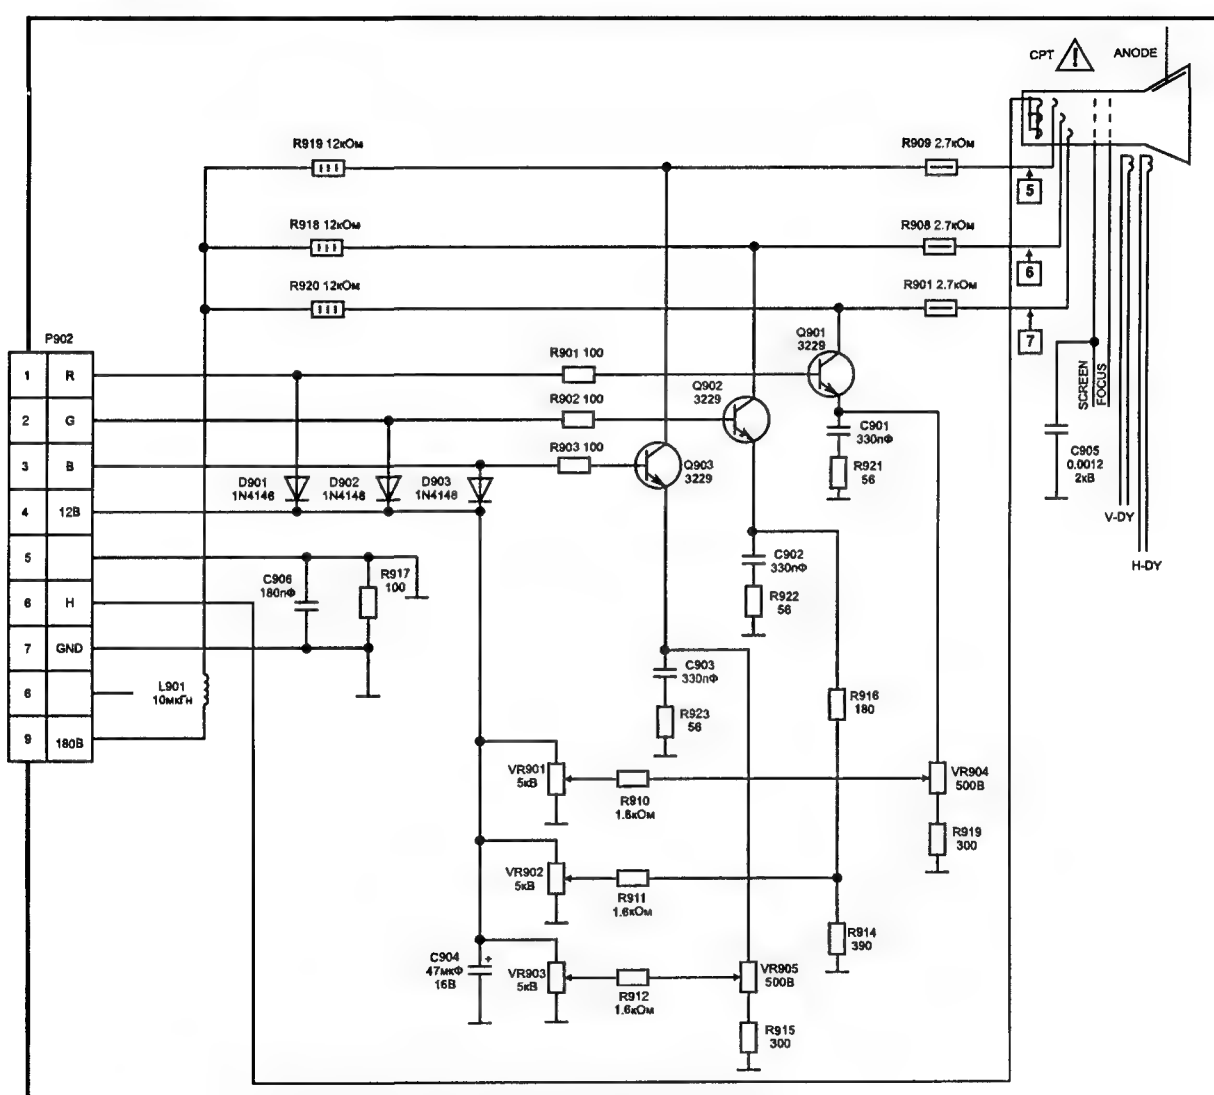 CPT
ANODE
R919 12кОм
R909 2.7кОм
5
R918 12кОм
R908 2.7кОм
6
R920 12кОм
R901 2.7кОм
7
P902
1 R
2 G
3 B
4 12В
5
6 H
7 GND
8
9 180В
R901 100
R902 100
R903 100
Q901
3229
Q902
3229
Q903
3229
D901
1N4146
D902
1N4148
D903
1N4148
C901
330пФ
R921
56
C902
330пФ
R922
56
C903
330пФ
R923
56
SCREEN
FOCUS
C905
0.0012
2кВ
V-DY
H-DY
C906
180пФ
R917
100
L901
10мкГн
R916
180
VR901
5кВ
R910
1.8кОм
VR904
500В
R919
300
VR902
5кВ
R911
1.6кОм
R914
390
C904
47мкФ
16В
+
VR903
5кВ
R912
1.6кОм
VR905
500В
R915
300